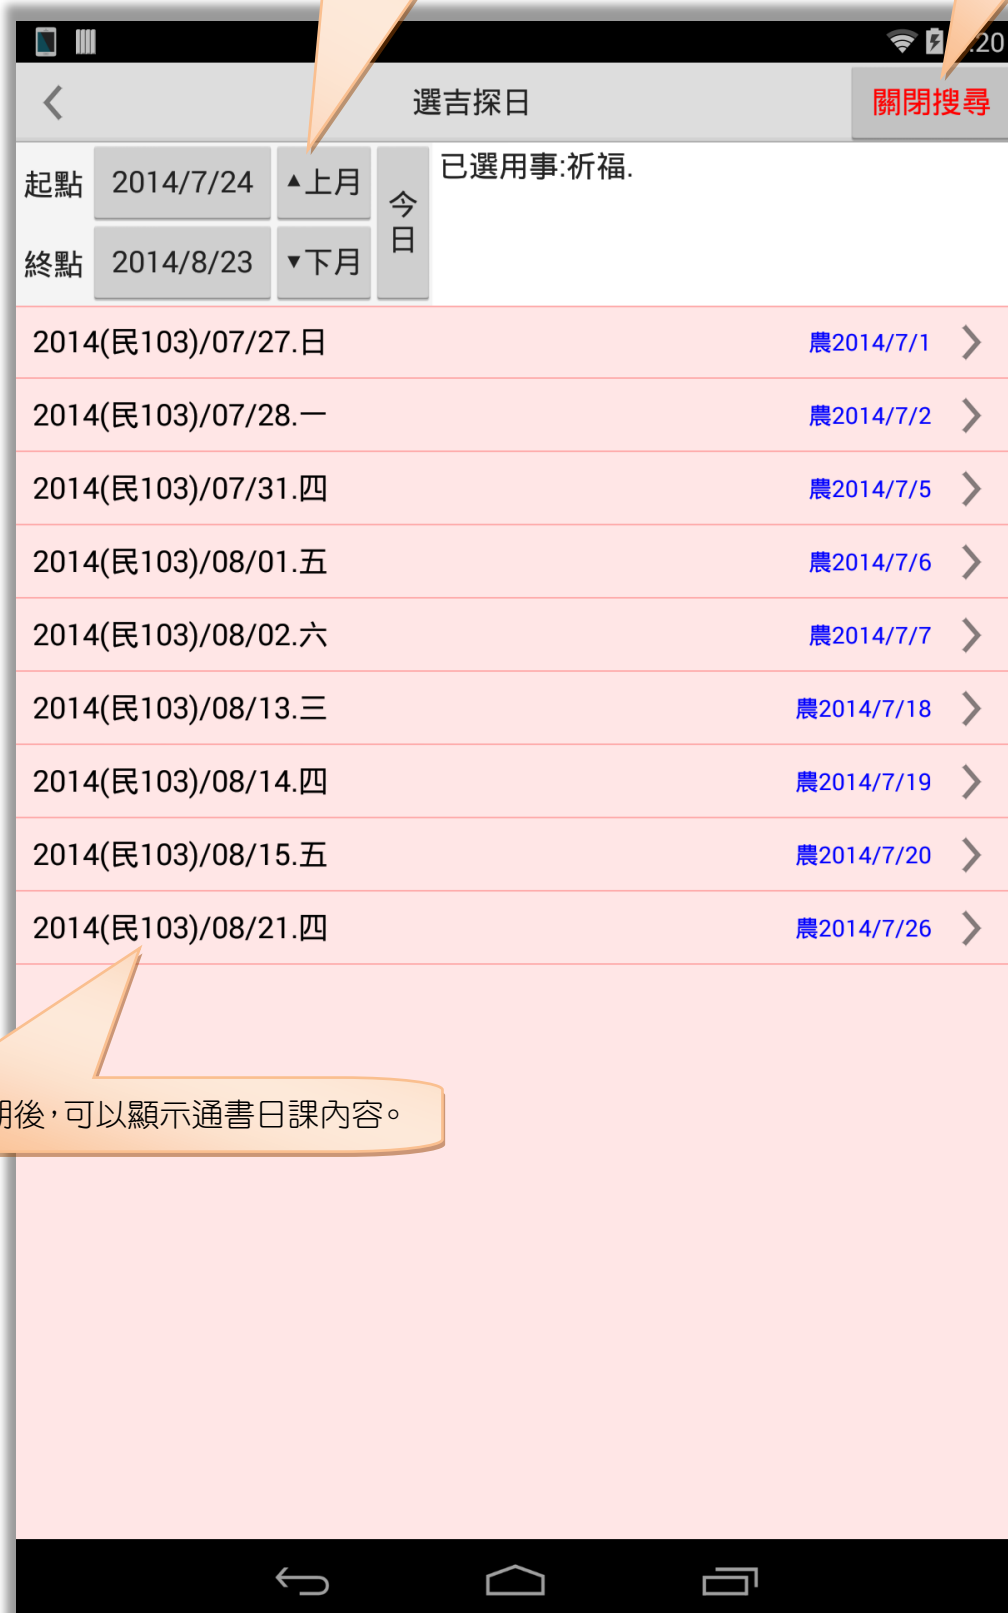 20
選吉探日
關閉搜尋
起點 2014/7/24 ▲上月 今日 已選用事:祈福.
終點 2014/8/23 ▼下月
2014(民103)/07/27.日 農2014/7/1
2014(民103)/07/28.一 農2014/7/2
2014(民103)/07/31.四 農2014/7/5
2014(民103)/08/01.五 農2014/7/6
2014(民103)/08/02.六 農2014/7/7
2014(民103)/08/13.三 農2014/7/18
2014(民103)/08/14.四 農2014/7/19
2014(民103)/08/15.五 農2014/7/20
2014(民103)/08/21.四 農2014/7/26
後,可以顯示通書日課內容。